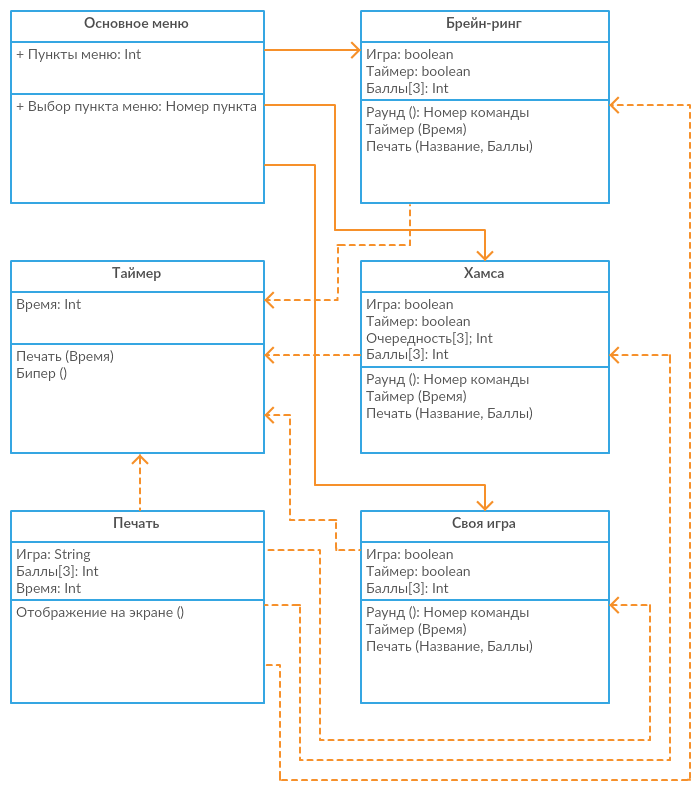 Основное меню
+ Пункты меню: Int
+ Выбор пункта меню: Номер пункта
Брейн-ринг
Игра: boolean
Таймер: boolean
Баллы[3]: Int
Раунд (): Номер команды
Таймер (Время)
Печать (Название, Баллы)
Таймер
Время: Int
Печать (Время)
Бипер ()
Хамса
Игра: boolean
Таймер: boolean
Очередность[3]; Int
Баллы[3]: Int
Раунд (): Номер команды
Таймер (Время)
Печать (Название, Баллы)
Печать
Игра: String
Баллы[3]: Int
Время: Int
Отображение на экране ()
Своя игра
Игра: boolean
Таймер: boolean
Баллы[3]: Int
Раунд (): Номер команды
Таймер (Время)
Печать (Название, Баллы)